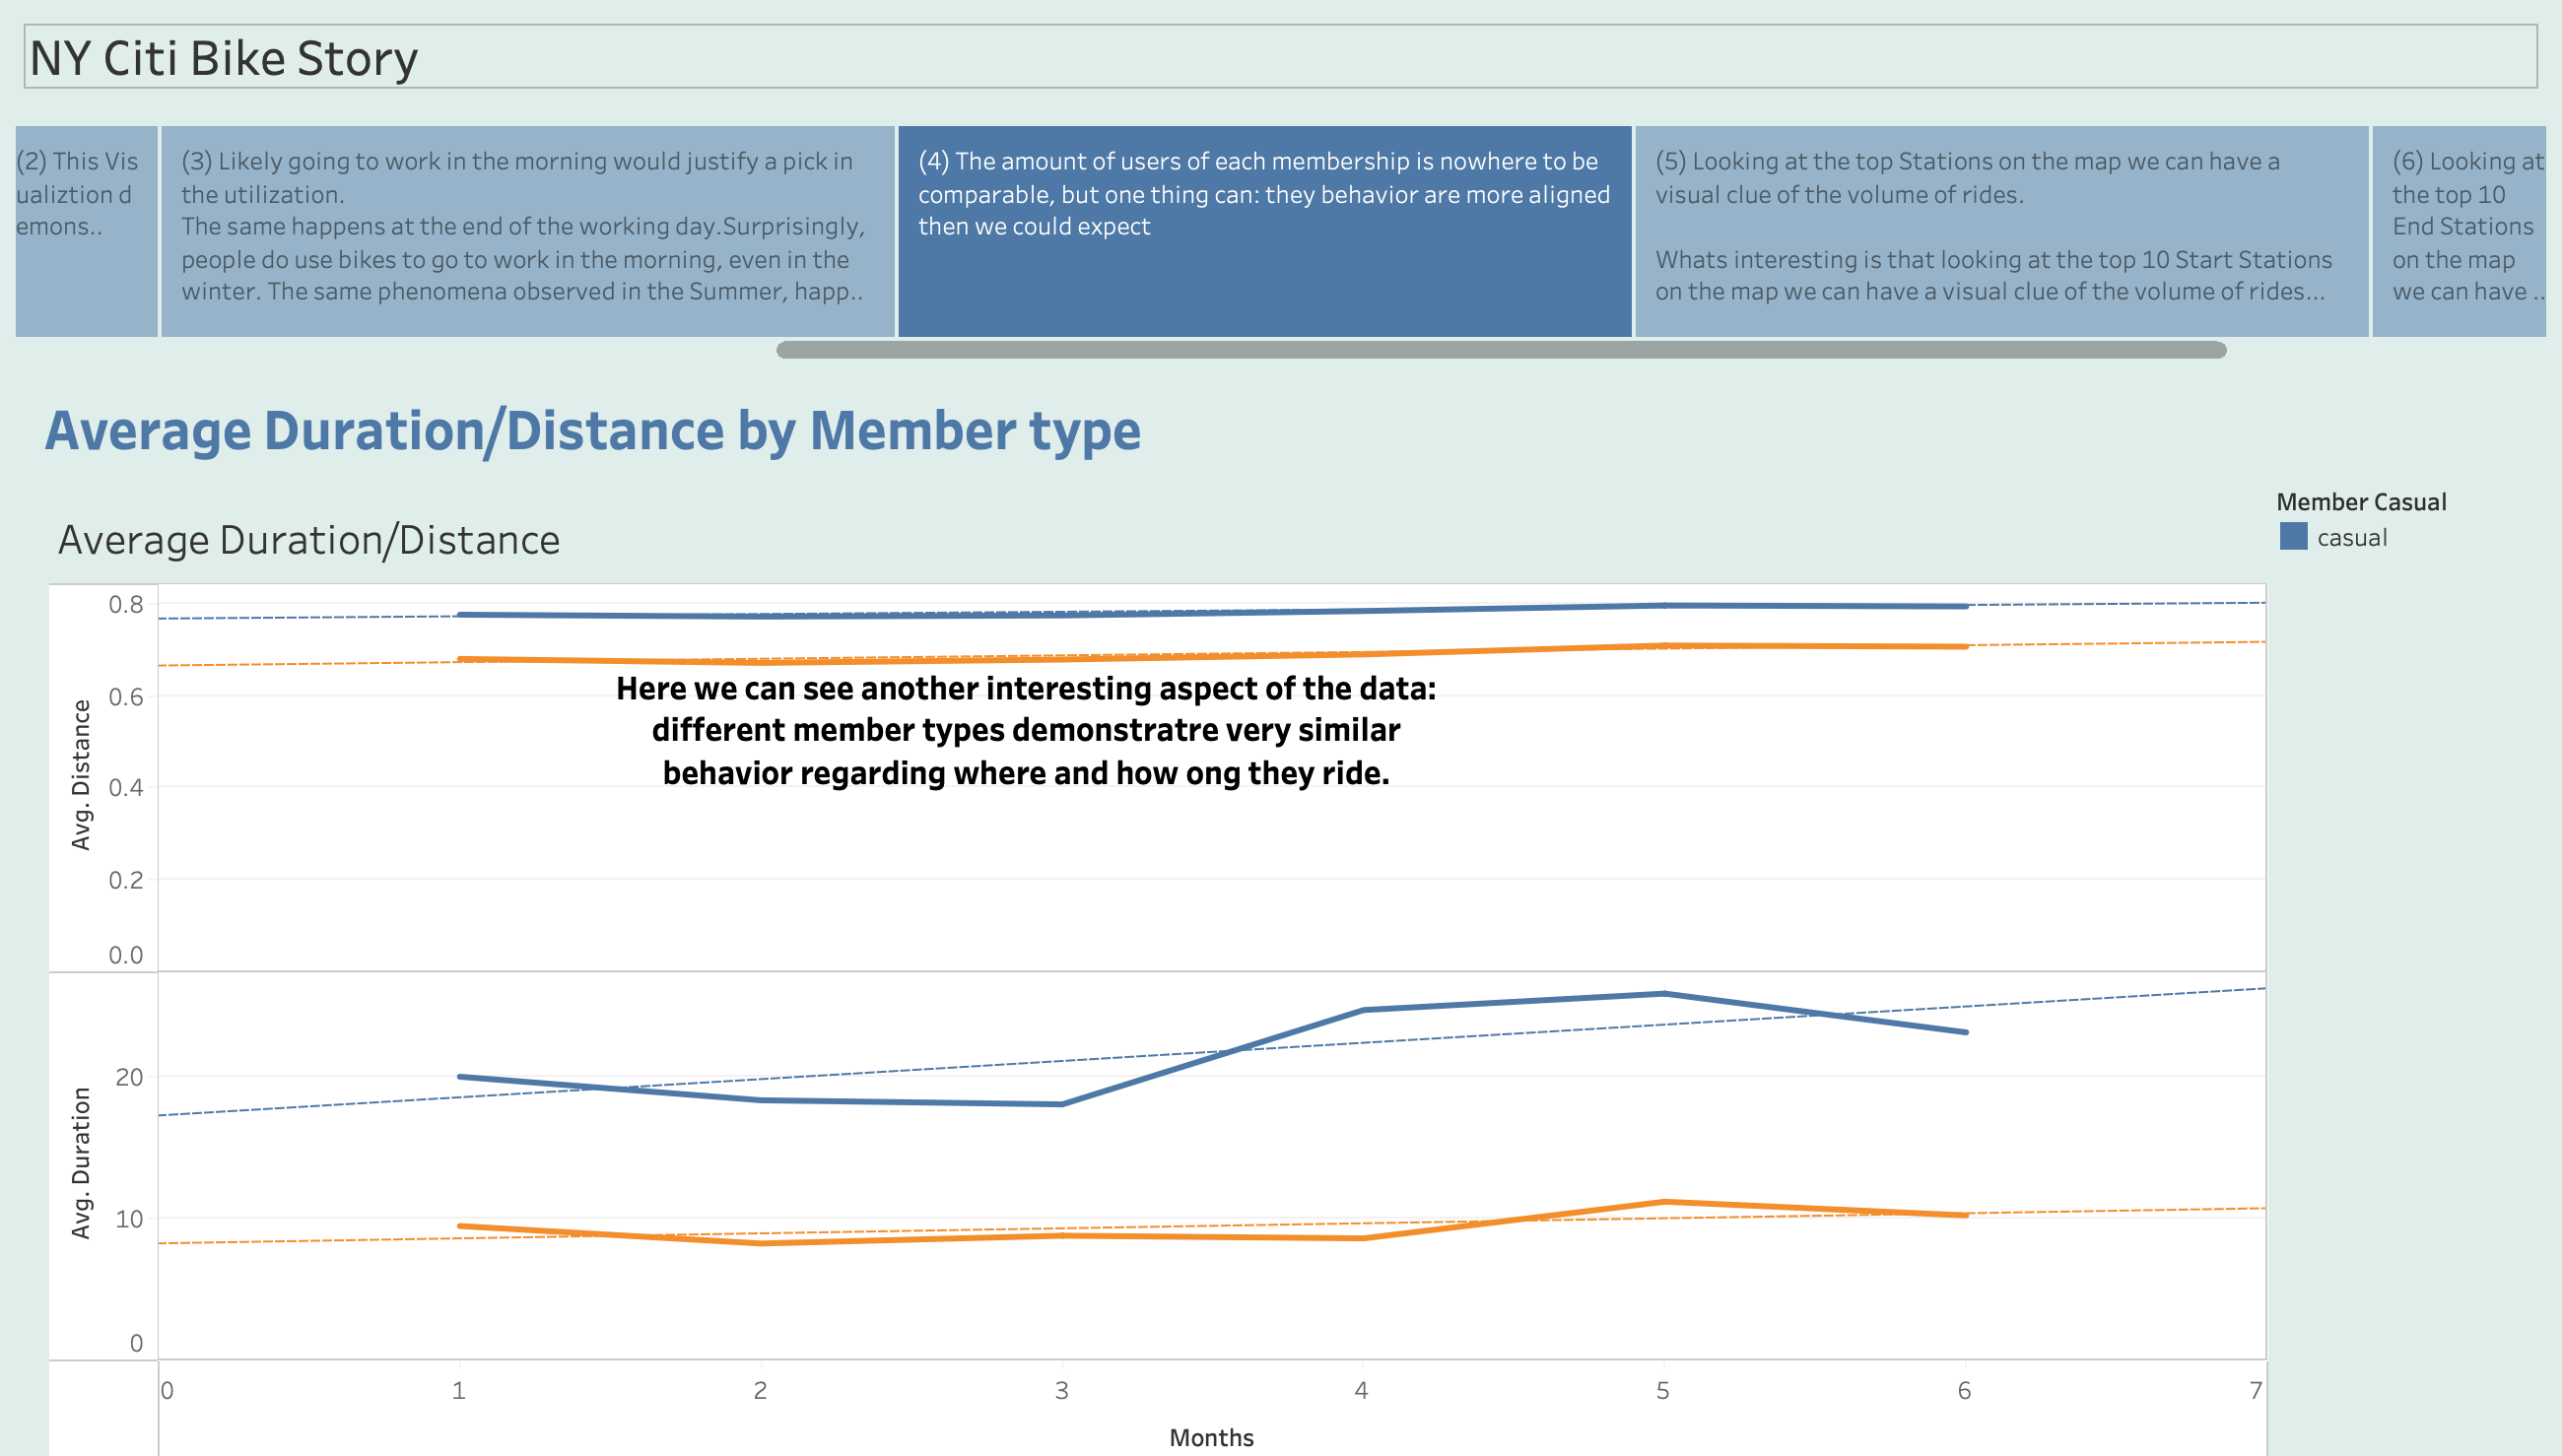 NY Citi Bike Story
(2) This Vis
ualiztion d
emons..
(3) Likely going to work in the morning would justify a pick in
the utilization.
The same happens at the end of the working day.Surprisingly,
people do use bikes to go to work in the morning, even in the
winter. The same phenomena observed in the Summer, happ..
(4) The amount of users of each membership is nowhere to be
comparable, but one thing can: they behavior are more aligned
then we could expect
(5) Looking at the top Stations on the map we can have a
visual clue of the volume of rides.
Whats interesting is that looking at the top 10 Start Stations
on the map we can have a visual clue of the volume of rides...
(6) Looking at
the top 10
End Stations
on the map
we can have ..
Average Duration/Distance by Member type
Member Casual
casual
Average Duration/Distance
0.8
0.6
0.4
0.2
0.0
Avg. Distance
Here we can see another interesting aspect of the data:
different member types demonstratre very similar
behavior regarding where and how ong they ride.
20
10
0
Avg. Duration
0 1 2 3 4 5 6 7
Months